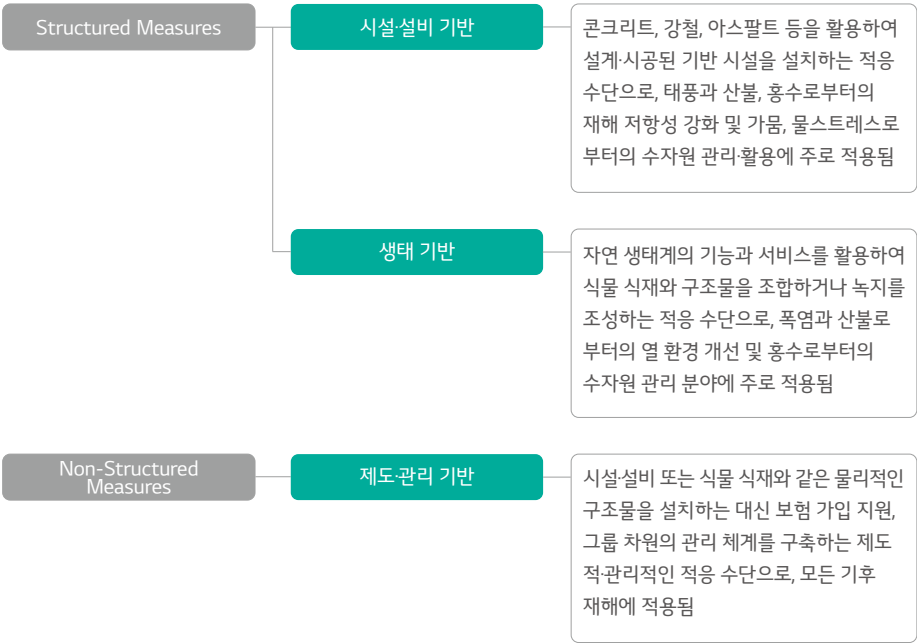 Structured Measures
시설·설비 기반
콘크리트, 강철, 아스팔트 등을 활용하여
설계·시공된 기반 시설을 설치하는 적응
수단으로, 태풍과 산불, 홍수로부터의
재해 저항성 강화 및 가뭄, 물스트레스로
부터의 수자원 관리·활용에 주로 적용됨
생태 기반
자연 생태계의 기능과 서비스를 활용하여
식물 식재와 구조물을 조합하거나 녹지를
조성하는 적응 수단으로, 폭염과 산불로
부터의 열 환경 개선 및 홍수로부터의
수자원 관리 분야에 주로 적용됨
Non-Structured
Measures
제도·관리 기반
시설·설비 또는 식물 식재와 같은 물리적인
구조물을 설치하는 대신 보험 가입 지원,
그룹 차원의 관리 체계를 구축하는 제도
적·관리적인 적응 수단으로, 모든 기후
재해에 적용됨